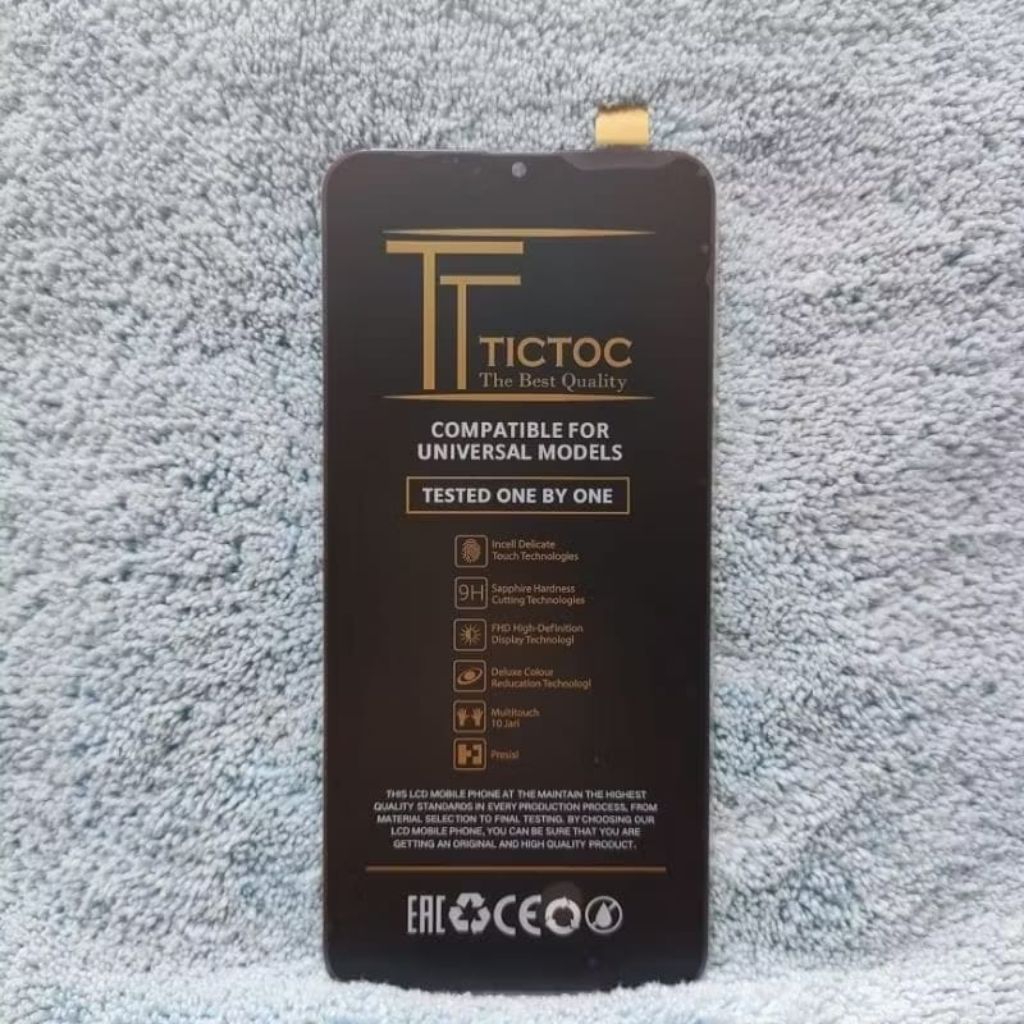 TT
TICTOC
The Best Quality
COMPATIBLE FOR
UNIVERSAL MODELS
TESTED ONE BY ONE
Incell Delicate
Touch Technologies
9H
Sapphire Hardness
Cutting Technologies
FHD High-Definition
Display Technologi
Deluxe Colour
Reducation Technologi
Multitouch
10 Jari
Presisi
THIS LCD MOBILE PHONE AT THE MAINTAIN THE HIGHEST
QUALITY STANDARDS IN EVERY PRODUCTION PROCESS, FROM
MATERIAL SELECTION TO FINAL TESTING. BY CHOOSING OUR
LCD MOBILE PHONE, YOU CAN BE SURE THAT YOU ARE
GETTING AN ORIGINAL AND HIGH QUALITY PRODUCT.
EAC CE